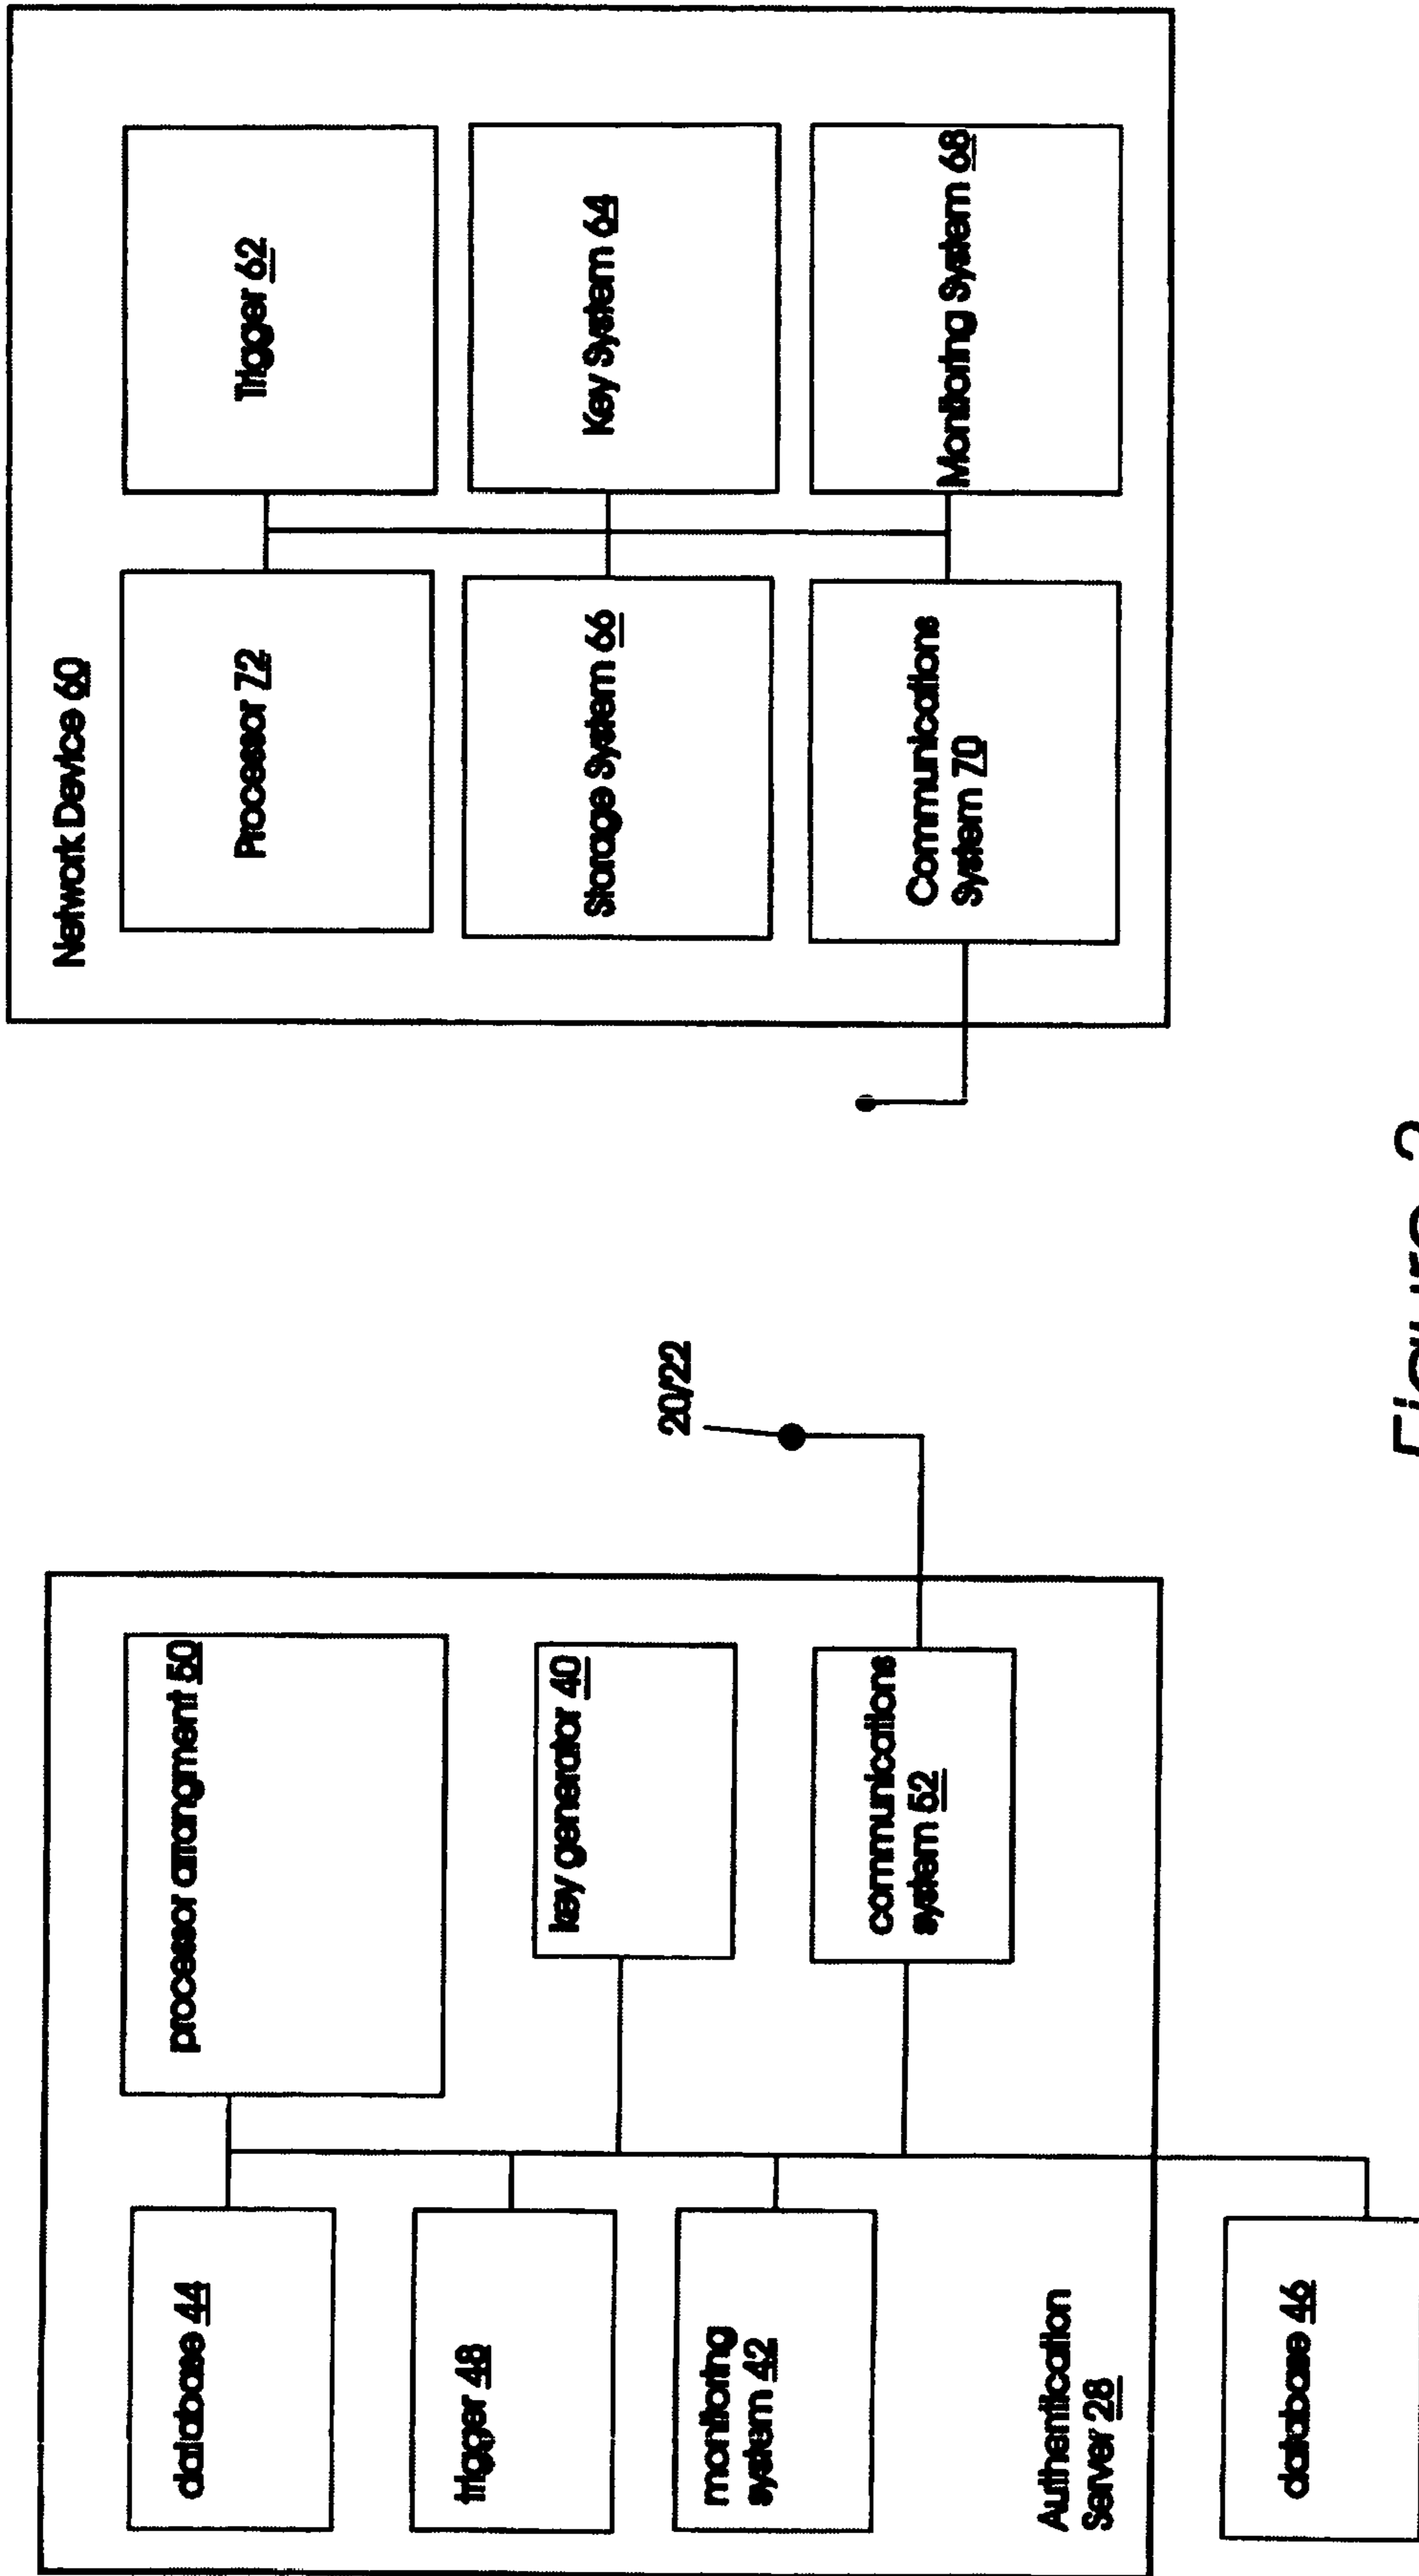 database 44
processor arrangment 50
trigger 48
key generator 40
monitoring
system 42
communications
system 52
Authentication
Server 28
database 46
20/22
Network Device 60
Processor 72
Trigger 62
Storage System 66
Key System 64
Communications
System 70
Monitoring System 68
Figure